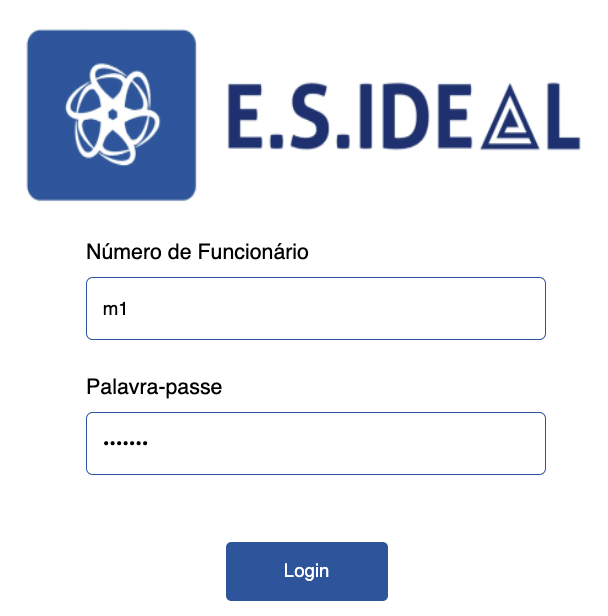 E.S.IDEAL
Número de Funcionário
m1
Palavra-passe
•••••••
Login